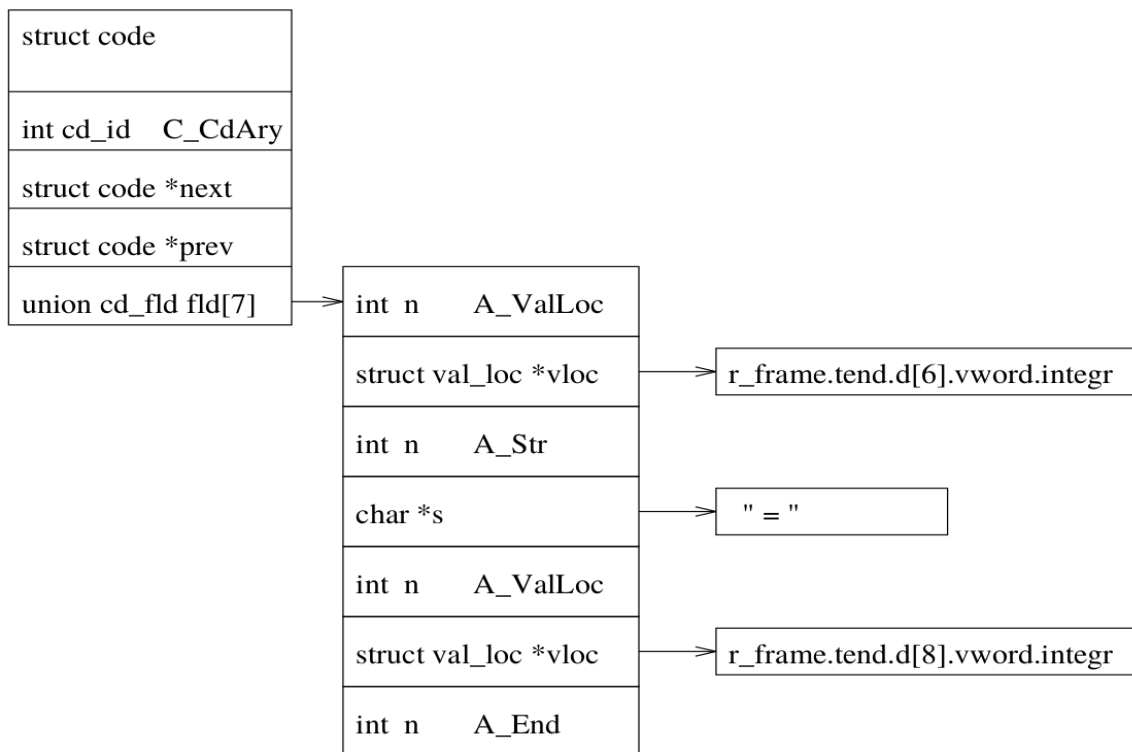 struct code
int cd_id C_CdAry
struct code *next
struct code *prev
union cd_fld fld[7]
int n A_ValLoc
struct val_loc *vloc
r_frame.tend.d[6].vword.integr
int n A_Str
char *s
" = "
int n A_ValLoc
struct val_loc *vloc
r_frame.tend.d[8].vword.integr
int n A_End